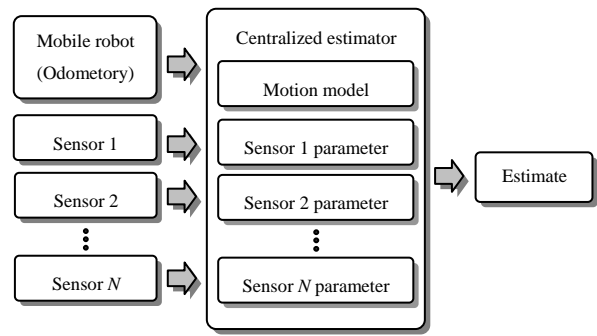 Mobile robot
(Odometory)
Centralized estimator
Motion model
Sensor 1
Sensor 1 parameter
Sensor 2
Sensor 2 parameter
Estimate
Sensor N
Sensor N parameter